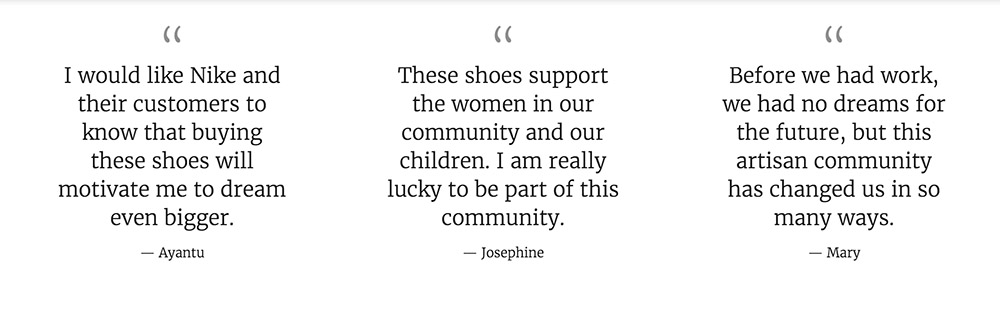 “
I would like Nike and
their customers to
know that buying
these shoes will
motivate me to dream
even bigger.
— Ayantu
“
These shoes support
the women in our
community and our
children. I am really
lucky to be part of this
community.
— Josephine
“
Before we had work,
we had no dreams for
the future, but this
artisan community
has changed us in so
many ways.
— Mary